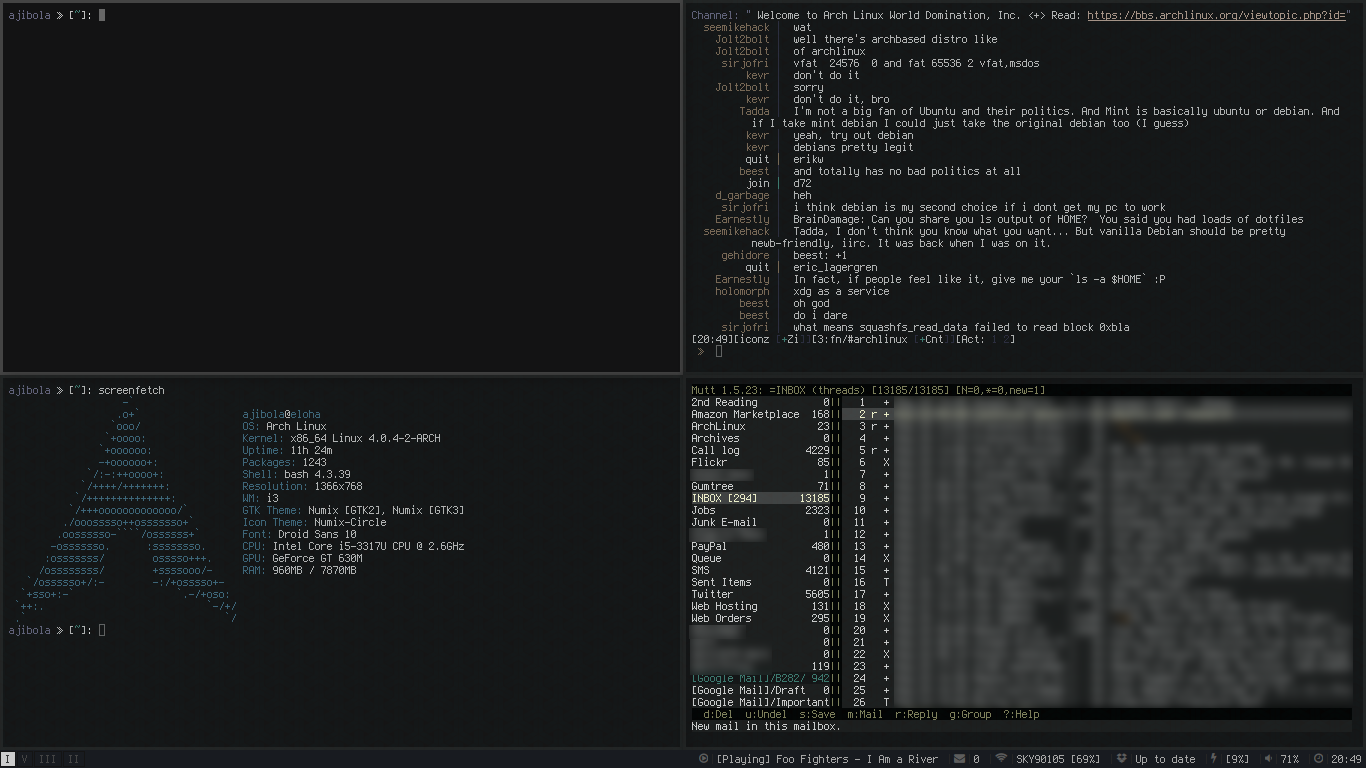 ajibola » [~]:
Channel: " Welcome to Arch Linux World Domination, Inc. <+> Read: https://bbs.archlinux.org/viewtopic.php?id="
seemikehack | wat
Jolt2bolt | well there's archbased distro like
Jolt2bolt | of archlinux
sirjofri | vfat 24576 0 and fat 65536 2 vfat,msdos
kevr | don't do it
Jolt2bolt | sorry
kevr | don't do it, bro
Tadda | I'm not a big fan of Ubuntu and their politics. And Mint is basically ubuntu or debian. And
if I take mint debian I could just take the original debian too (I guess)
kevr | yeah, try out debian
kevr | debians pretty legit
quit | erikw
beest | and totally has no bad politics at all
join | d72
d_garbage | heh
sirjofri | i think debian is my second choice if i dont get my pc to work
Earnestly | BrainDamage: Can you share you ls output of HOME?  You said you had loads of dotfiles
seemikehack | Tadda, I don't think you know what you want... But vanilla Debian should be pretty
newb-friendly, iirc. It was back when I was on it.
gehidore | beest: +1
quit | eric_lagergren
Earnestly | In fact, if people feel like it, give me your `ls -a $HOME` :P
holomorph | xdg as a service
beest | oh god
beest | do i dare
sirjofri | what means squashfs_read_data failed to read block 0xbla
[20:49][iconz [+Zi]][3:fn/#archlinux [+Cnt]][Act: 1 2]
»
ajibola » [~]: screenfetch
ajibola@eloha
OS: Arch Linux
Kernel: x86_64 Linux 4.0.4-2-ARCH
Uptime: 11h 24m
Packages: 1243
Shell: bash 4.3.39
Resolution: 1366x768
WM: i3
GTK Theme: Numix [GTK2], Numix [GTK3]
Icon Theme: Numix-Circle
Font: Droid Sans 10
CPU: Intel Core i5-3317U CPU @ 2.6GHz
GPU: GeForce GT 630M
RAM: 960MB / 7870MB
ajibola » [~]:
Mutt 1.5.23: =INBOX (threads) [13185/13185] [N=0,*=0,new=1]
2nd Reading 0|| 1 +
Amazon Marketplace 168|| 2 r +
ArchLinux 23|| 3 r +
Archives 0|| 4 +
Call log 4229|| 5 r +
Flickr 85|| 6 X
1|| 7 +
Gumtree 71|| 8 +
INBOX [294] 13185|| 9 +
Jobs 2323|| 10 +
Junk E-mail 0|| 11 +
1|| 12 +
PayPal 480|| 13 +
Queue 0|| 14 X
SMS 4121|| 15 +
Sent Items 0|| 16 T
Twitter 5605|| 17 +
Web Hosting 131|| 18 X
Web Orders 295|| 19 X
0|| 20 +
0|| 21 +
0|| 22 X
119|| 23 +
[Google Mail]/B282/ 942|| 24 +
[Google Mail]/Draft 0|| 25 +
[Google Mail]/Important 26 T
d:Del  u:Undel  s:Save  m:Mail  r:Reply  g:Group  ?:Help
New mail in this mailbox.
I V III II
[Playing] Foo Fighters - I Am a River 0 SKY90105 [69%] Up to date [9%] 71% 20:49